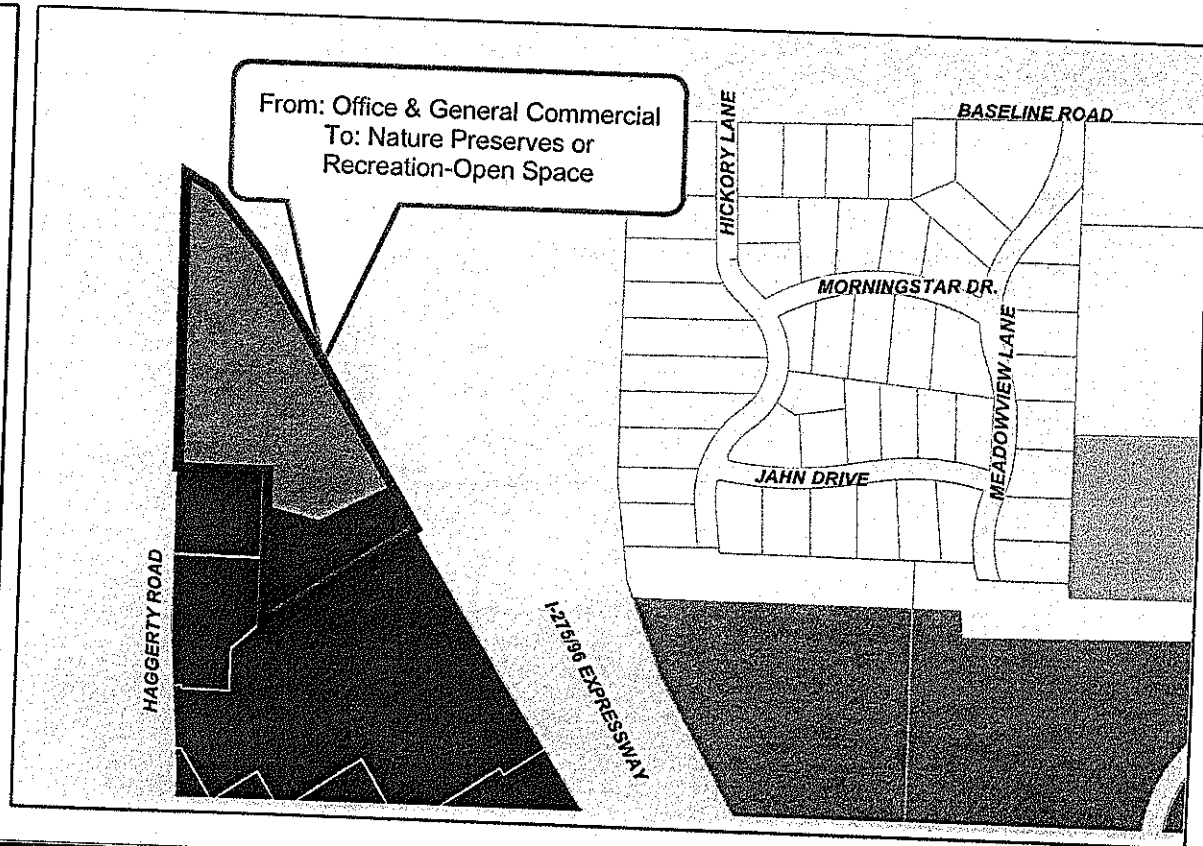 From: Office & General Commercial
To: Nature Preserves or
Recreation-Open Space
HICKORY LANE
BASELINE ROAD
MORNINGSTAR DR.
MEADOWVIEW LANE
JAHN DRIVE
HAGGERTY ROAD
I-275/96 EXPRESSWAY